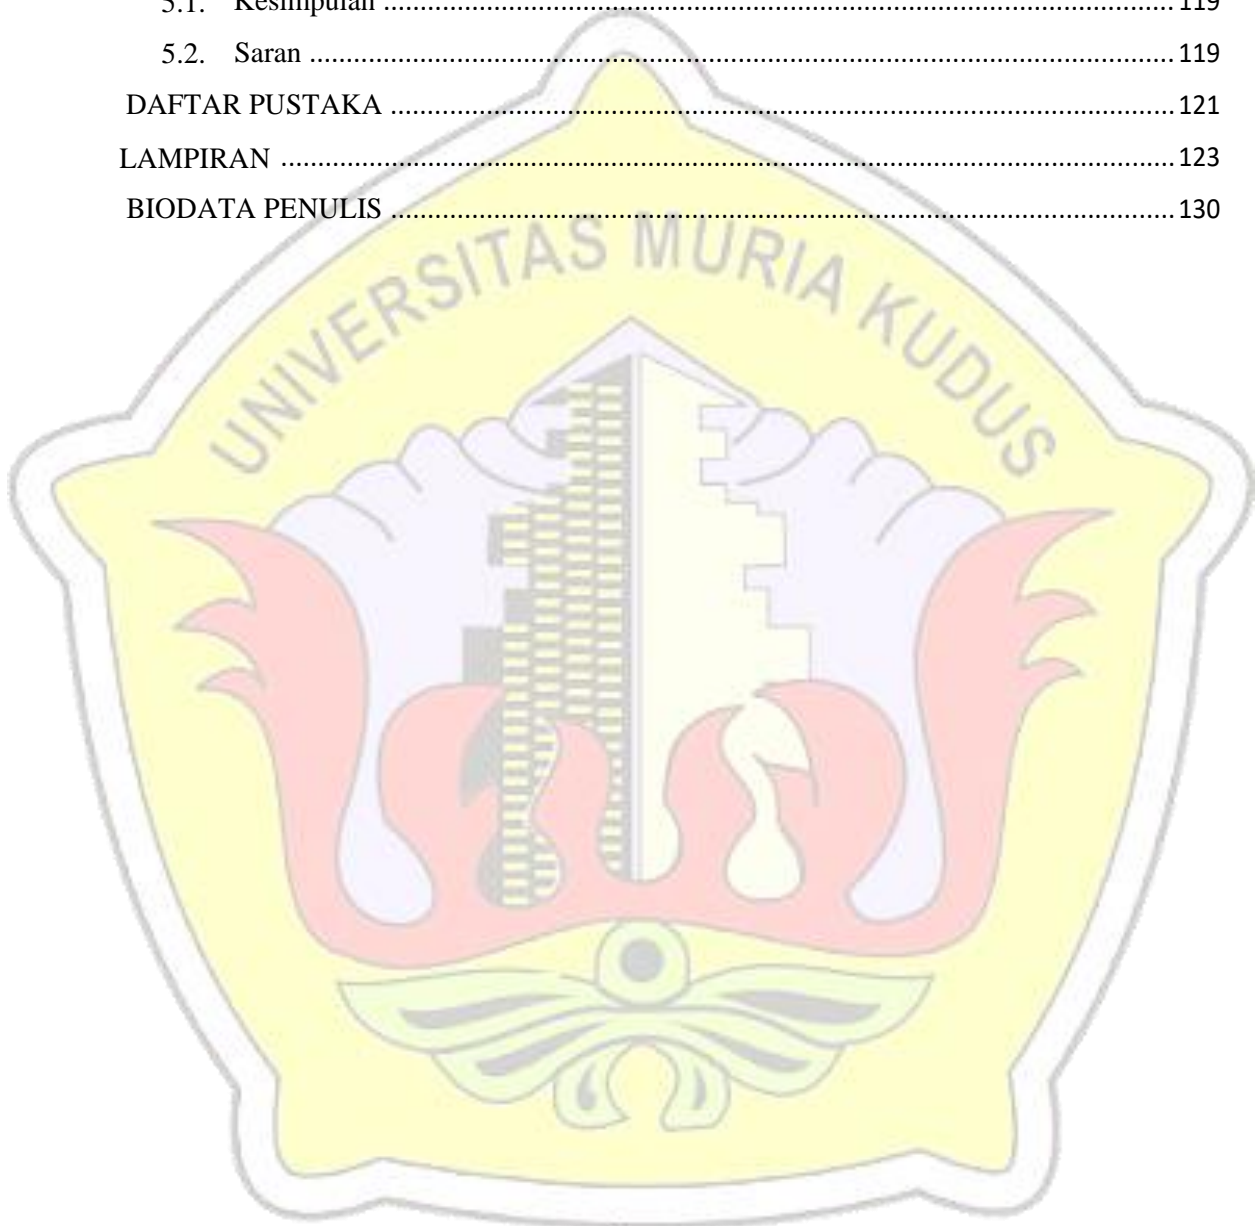 5.1. Kesimpulan ........ 119
5.2. Saran ........ 119
DAFTAR PUSTAKA ........ 121
LAMPIRAN ........ 123
BIODATA PENULIS ........ 130
UNIVERSITAS MURIA KUDUS